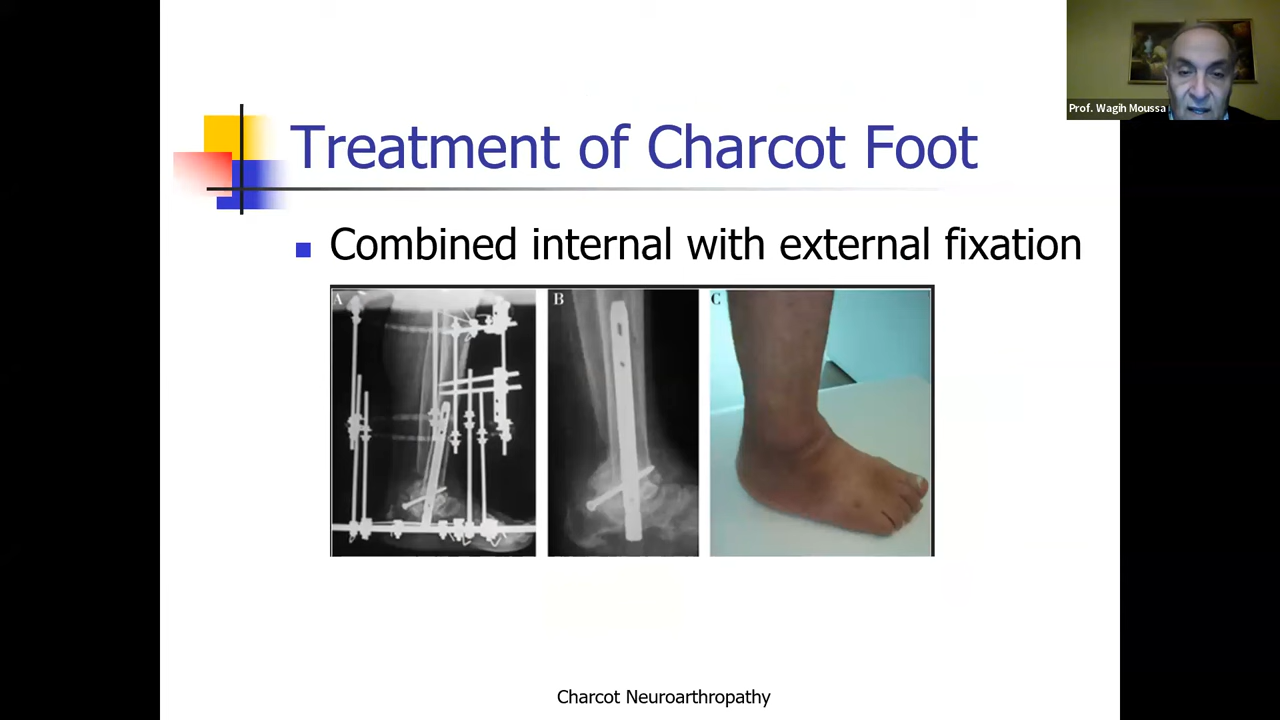 Prof. Wagih Moussa
Treatment of Charcot Foot
Combined internal with external fixation
A
B
C
Charcot Neuroarthropathy